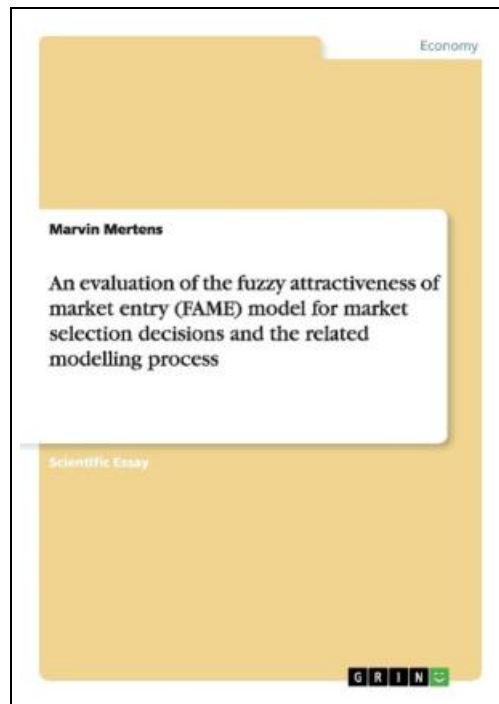 Economy
Marvin Mertens
An evaluation of the fuzzy attractiveness of
market entry (FAME) model for market
selection decisions and the related
modelling process
Scientific Essay
GRIN